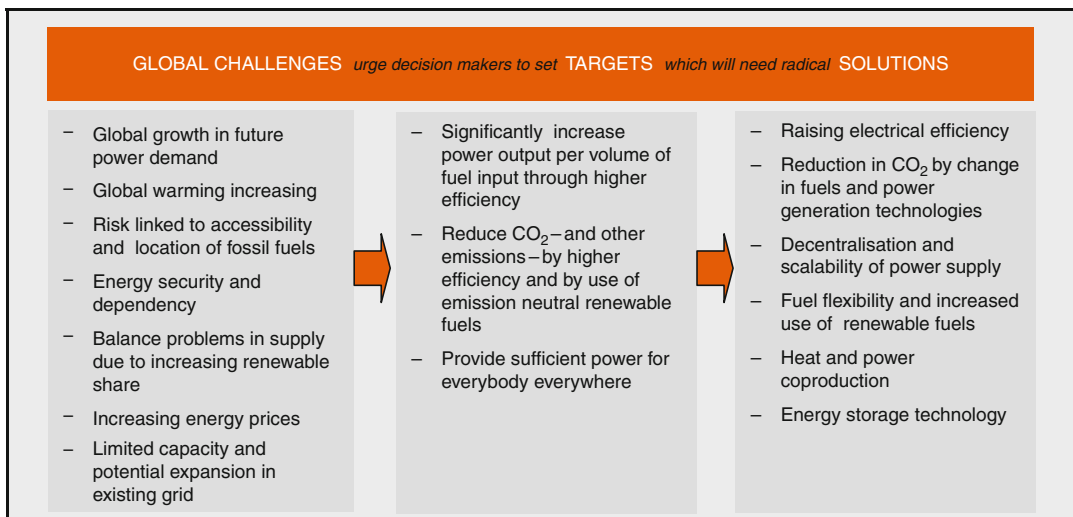 GLOBAL CHALLENGES urge decision makers to set TARGETS which will need radical SOLUTIONS
– Global growth in future
power demand
– Global warming increasing
– Risk linked to accessibility
and location of fossil fuels
– Energy security and
dependency
– Balance problems in supply
due to increasing renewable
share
– Increasing energy prices
– Limited capacity and
potential expansion in
existing grid
– Significantly increase
power output per volume of
fuel input through higher
efficiency
– Reduce CO₂–and other
emissions–by higher
efficiency and by use of
emission neutral renewable
fuels
– Provide sufficient power for
everybody everywhere
– Raising electrical efficiency
– Reduction in CO₂ by change
in fuels and power
generation technologies
– Decentralisation and
scalability of power supply
– Fuel flexibility and increased
use of renewable fuels
– Heat and power
coproduction
– Energy storage technology